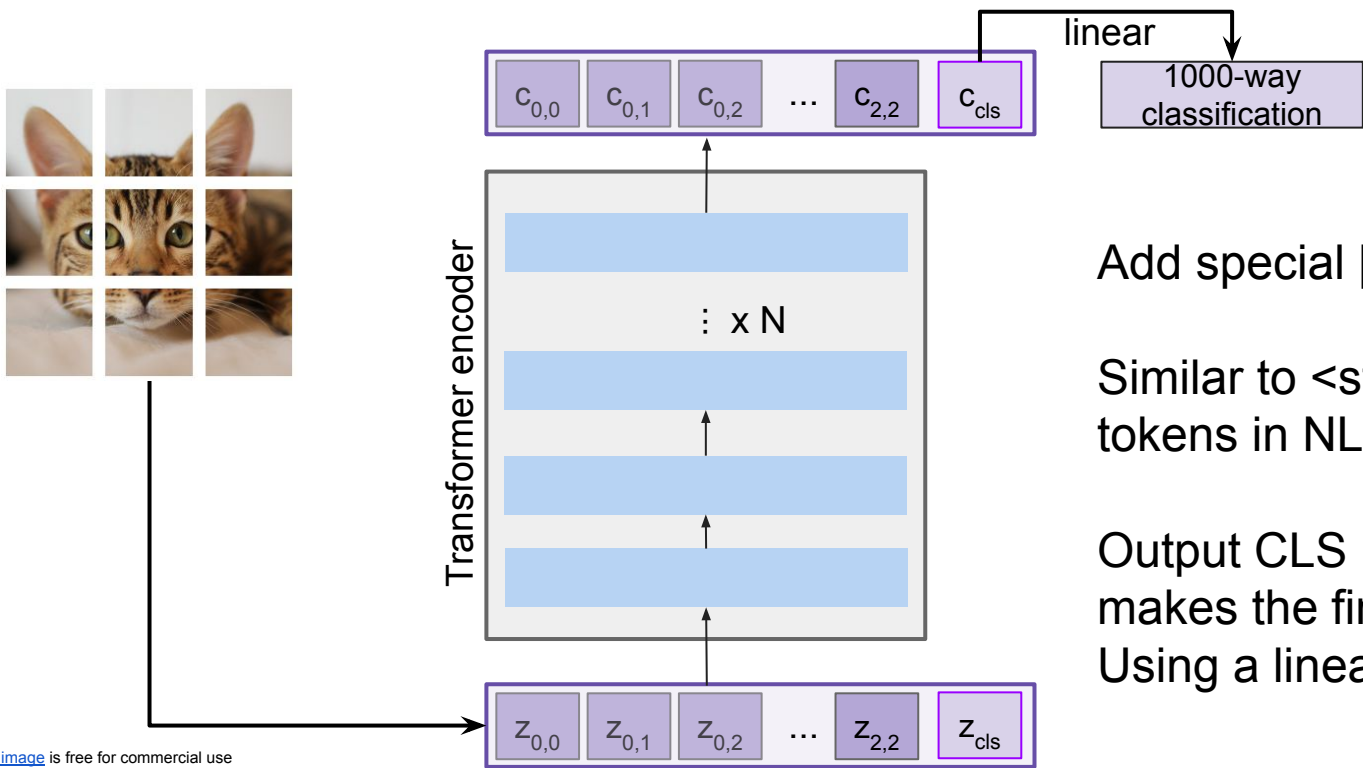 linear
c0,0 c0,1 c0,2 ... c2,2 ccls
1000-way
classification
Transformer encoder
⋮ x N
Add special [
Similar to <s
tokens in NL
Output CLS
makes the fi
Using a linea
z0,0 z0,1 z0,2 ... z2,2 zcls
image is free for commercial use